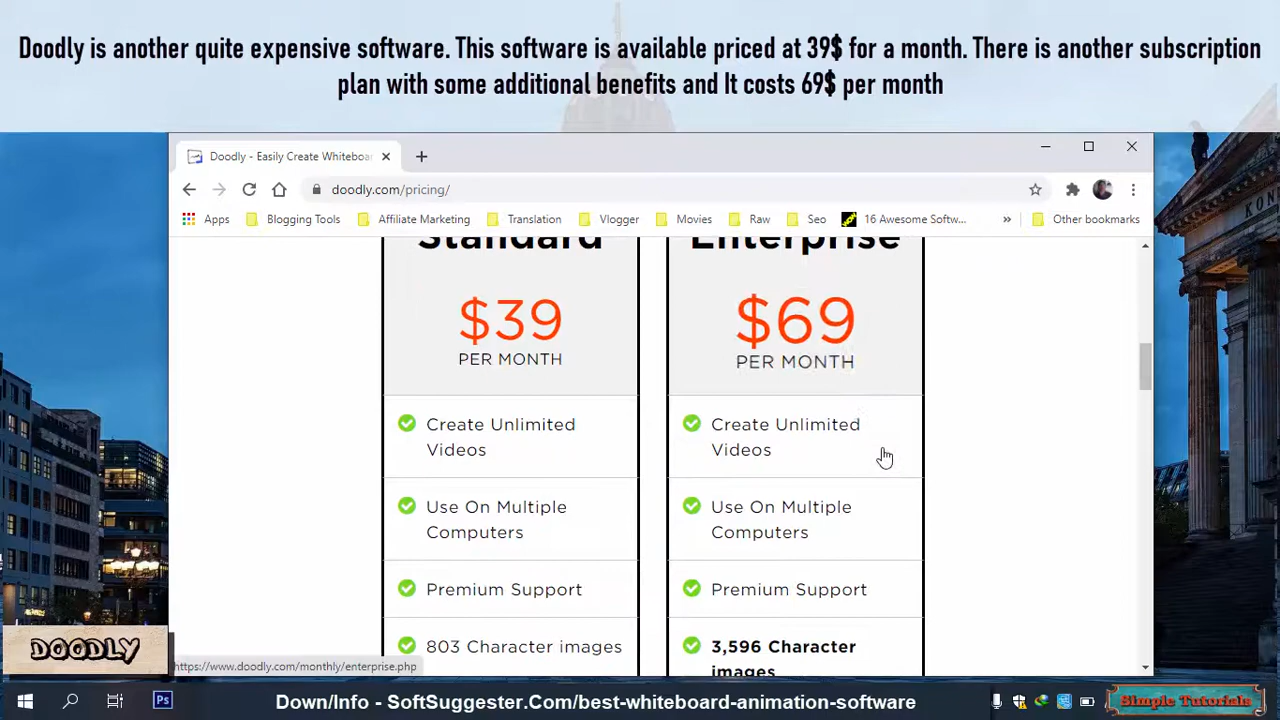 Doodly is another quite expensive software. This software is available priced at 39$ for a month. There is another subscription
plan with some additional benefits and It costs 69$ per month
Doodly - Easily Create Whiteboa
doodly.com/pricing/
Apps
Blogging Tools
Affiliate Marketing
Translation
Vlogger
Movies
Raw
Seo
16 Awesome Softw...
»
Other bookmarks
Standard
Enterprise
$39
PER MONTH
$69
PER MONTH
Create Unlimited
Videos
Create Unlimited
Videos
Use On Multiple
Computers
Use On Multiple
Computers
Premium Support
Premium Support
803 Character images
3,596 Character
images
DOODLY
https://www.doodly.com/monthly/enterprise.php
Ps
Down/Info - SoftSuggester.Com/best-whiteboard-animation-software
Simple Tutorials